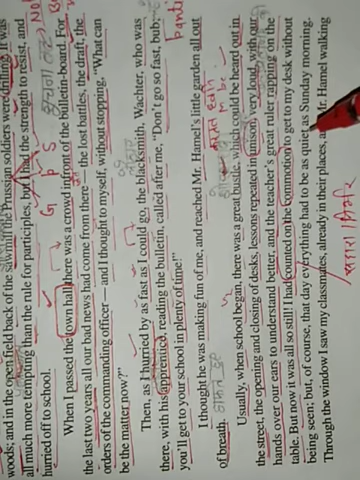 woods; and in the open field back of the sawmill the Prussian soldiers were drilling. It was
all much more tempting than the rule for participles, but I had the strength to resist, and
hurried off to school.
G P S
When I passed the town hall there was a crowd in front of the bulletin-board. For
the last two years all our bad news had come from there — the lost battles, the draft, the
orders of the commanding officer — and I thought to myself, without stopping, “What can
be the matter now?”
Then, as I hurried by as fast as I could go, the blacksmith, Wachter, who was
there, with his apprentice, reading the bulletin, called after me, “Don’t go so fast, bub;
you’ll get to your school in plenty of time!”
I thought he was making fun of me, and reached Mr. Hamel’s little garden all out
of breath.
Usually, when school began, there was a great bustle, which could be heard out in
the street, the opening and closing of desks, lessons repeated in unison, very loud, with our
hands over our ears to understand better, and the teacher’s great ruler rapping on the
table. But now it was all so still! I had counted on the commotion to get to my desk without
being seen; but, of course, that day everything had to be as quiet as Sunday morning.
Through the window I saw my classmates, already in their places, and Mr. Hamel walking